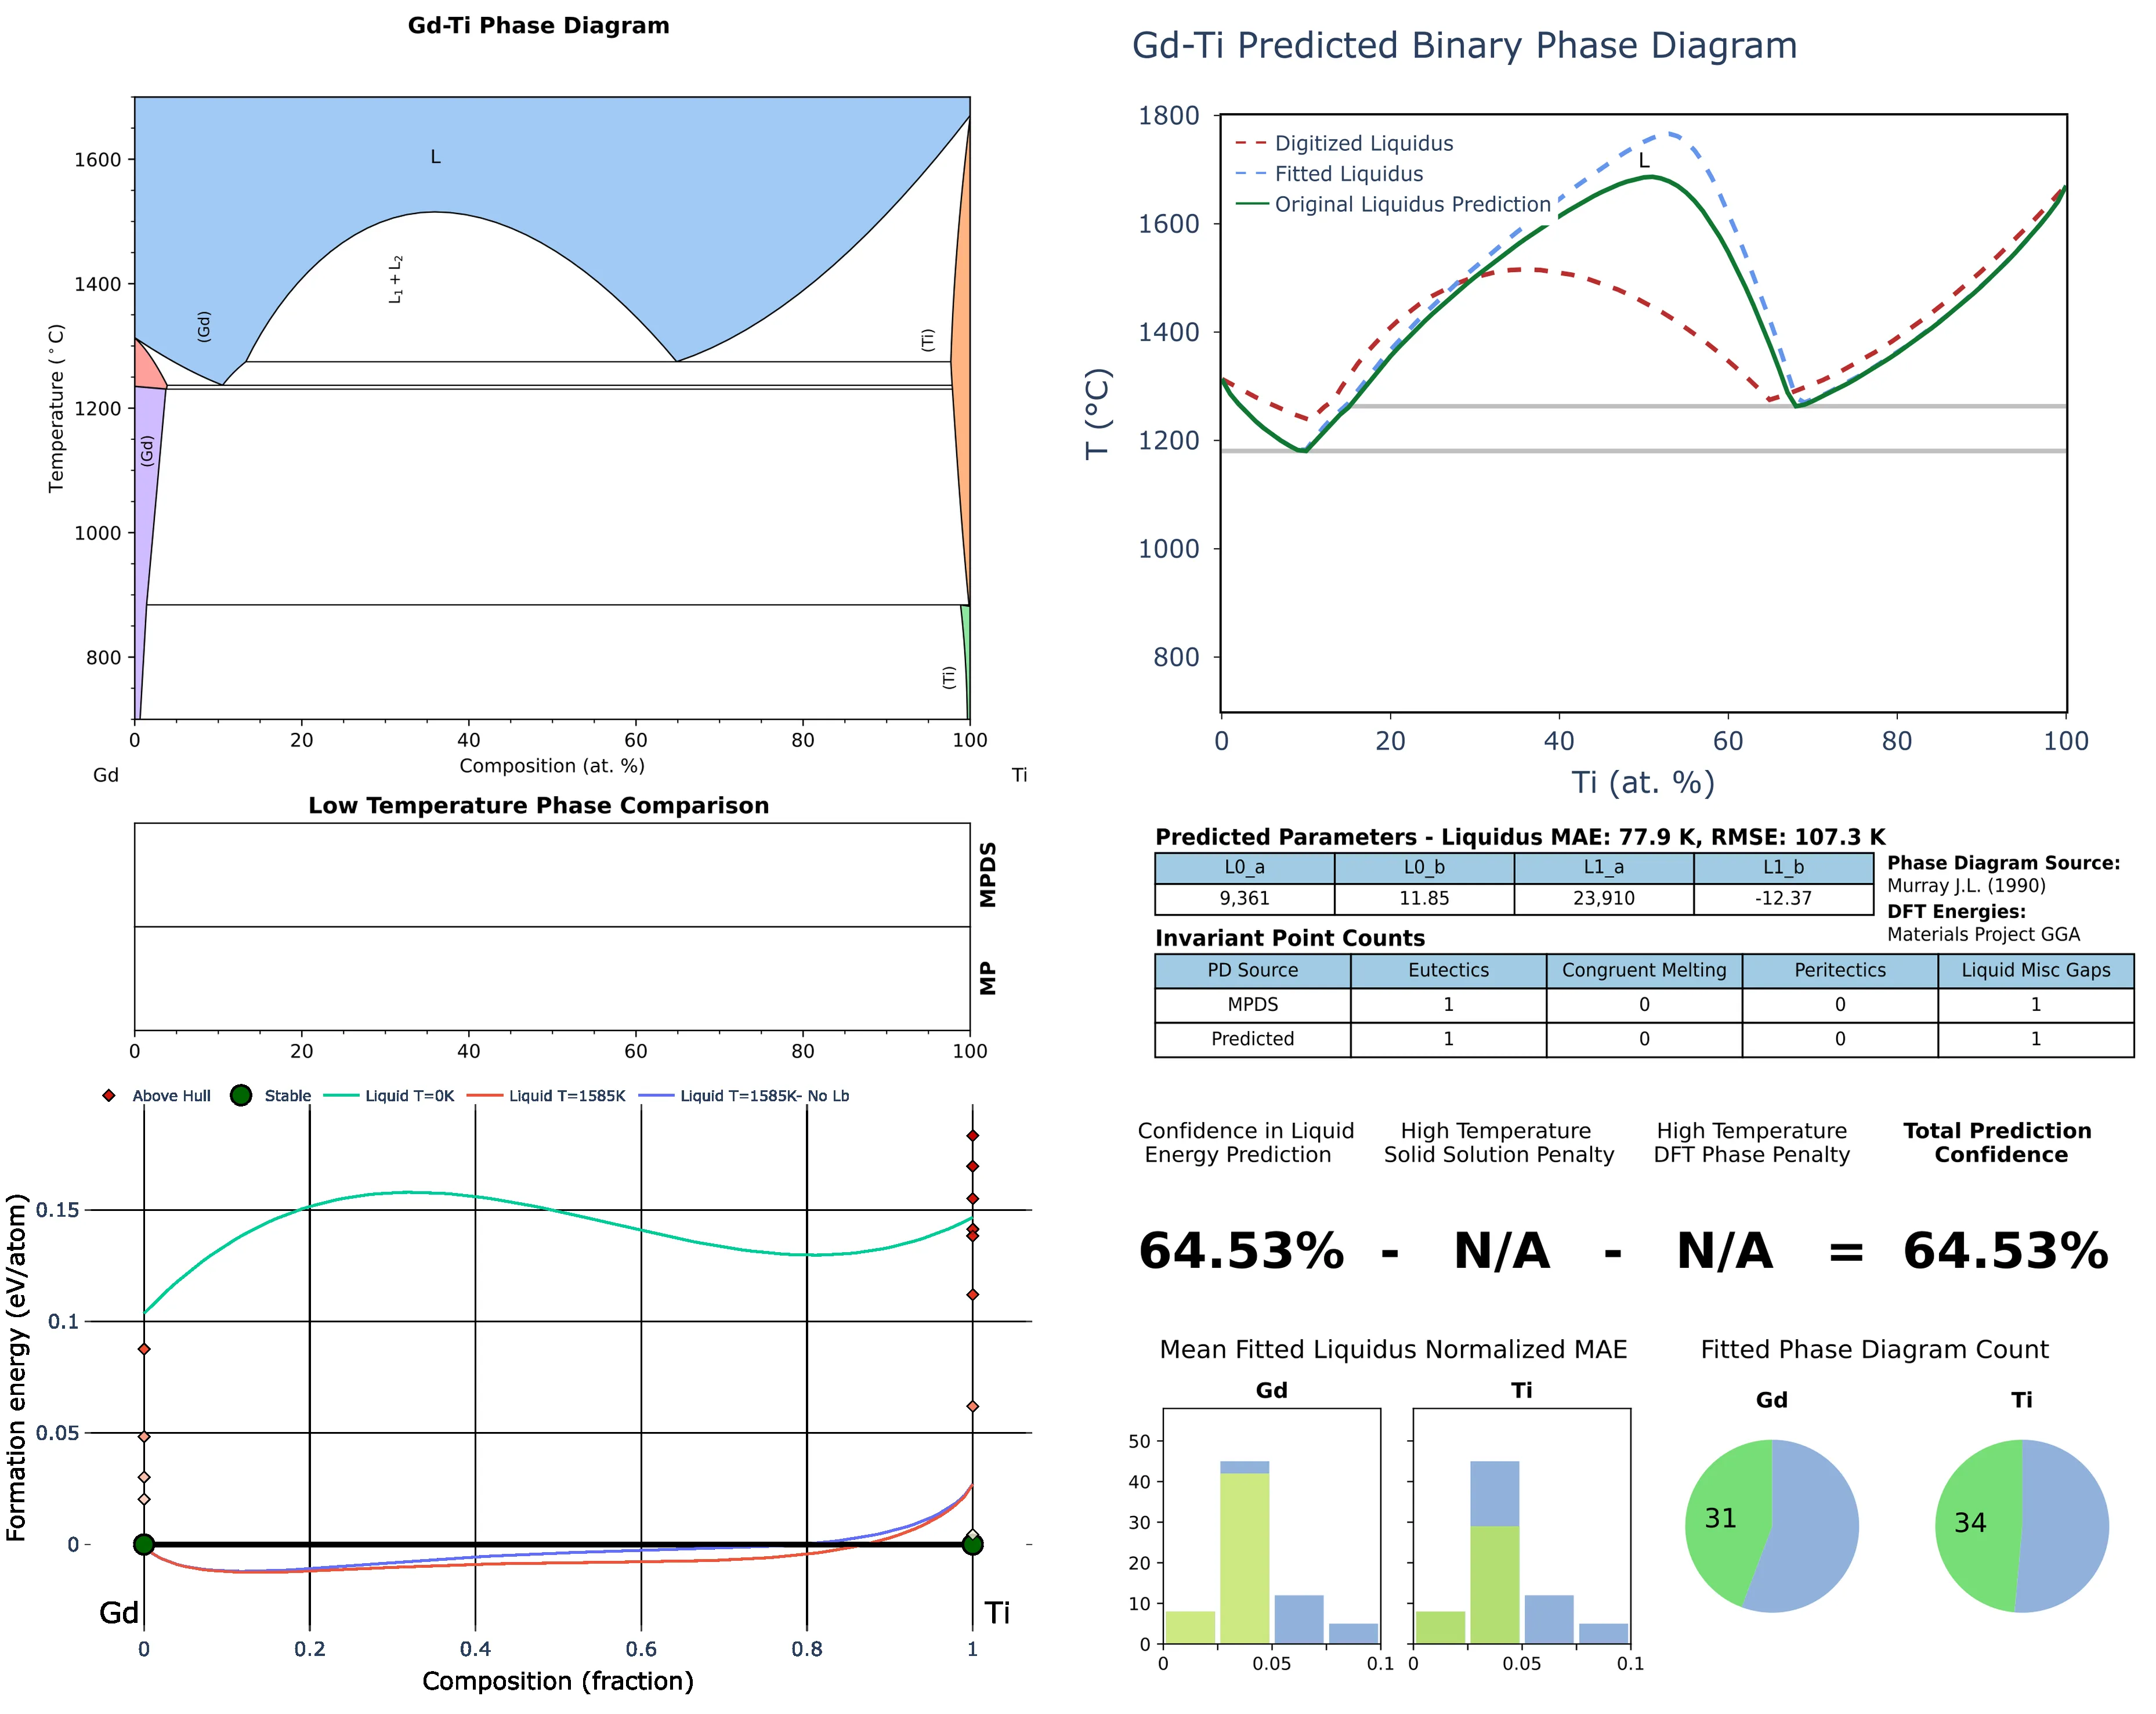 Gd-Ti Phase Diagram
1600
1400
1200
1000
800
Temperature (°C)
L
L1 + L2
(Gd)
(Gd)
(Ti)
(Ti)
0 20 40 60 80 100
Gd
Composition (at. %)
Ti
Low Temperature Phase Comparison
MPDS
MP
0 20 40 60 80 100
Above Hull
Stable
Liquid T=0K
Liquid T=1585K
Liquid T=1585K- No Lb
Formation energy (eV/atom)
0.15
0.1
0.05
0
Gd
Ti
0 0.2 0.4 0.6 0.8 1
Composition (fraction)
Gd-Ti Predicted Binary Phase Diagram
1800
1600
1400
1200
1000
800
T (°C)
Digitized Liquidus
Fitted Liquidus
Original Liquidus Prediction
L
0 20 40 60 80 100
Ti (at. %)
Predicted Parameters - Liquidus MAE: 77.9 K, RMSE: 107.3 K
L0_a L0_b L1_a L1_b
9,361 11.85 23,910 -12.37
Phase Diagram Source:
Murray J.L. (1990)
DFT Energies:
Materials Project GGA
Invariant Point Counts
PD Source Eutectics Congruent Melting Peritectics Liquid Misc Gaps
MPDS 1 0 0 1
Predicted 1 0 0 1
Confidence in Liquid
Energy Prediction
High Temperature
Solid Solution Penalty
High Temperature
DFT Phase Penalty
Total Prediction
Confidence
64.53% - N/A - N/A = 64.53%
Mean Fitted Liquidus Normalized MAE
Gd
Ti
50
40
30
20
10
0
0 0.05 0.1
0 0.05 0.1
Fitted Phase Diagram Count
Gd
Ti
31
34